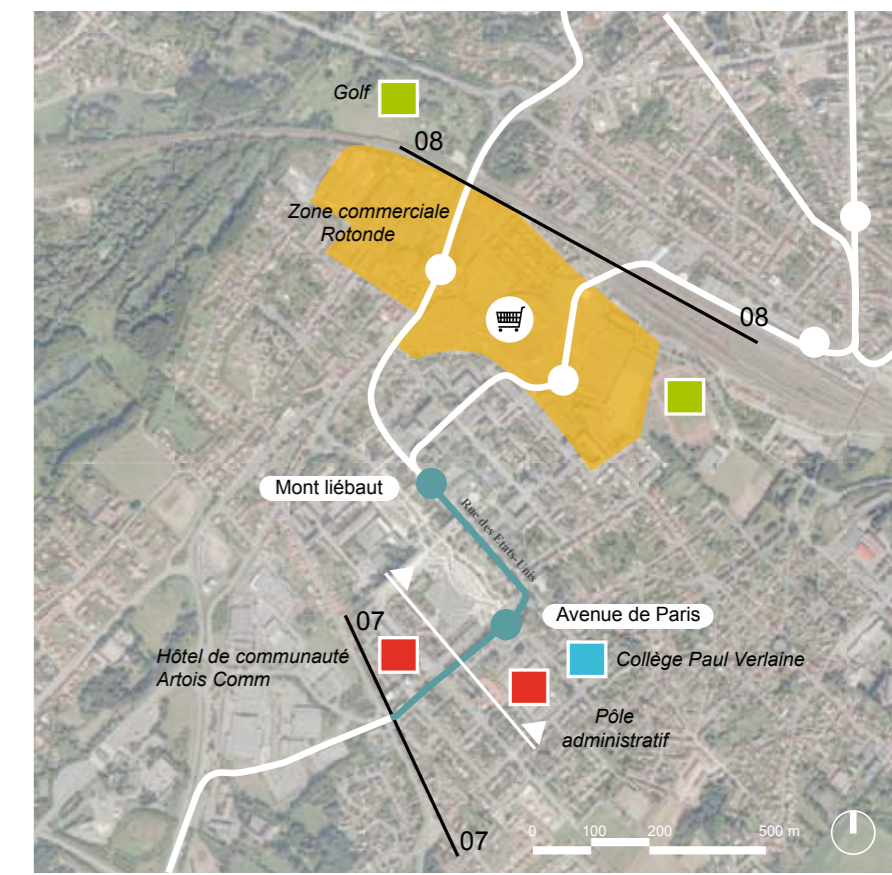 Golf
08
Zone commerciale
Rotonde
08
Mont liébaut
Rue des Etats-Unis
Avenue de Paris
07
Hôtel de communauté
Artois Comm
Collège Paul Verlaine
Pôle
administratif
0 100 200 500 m
07